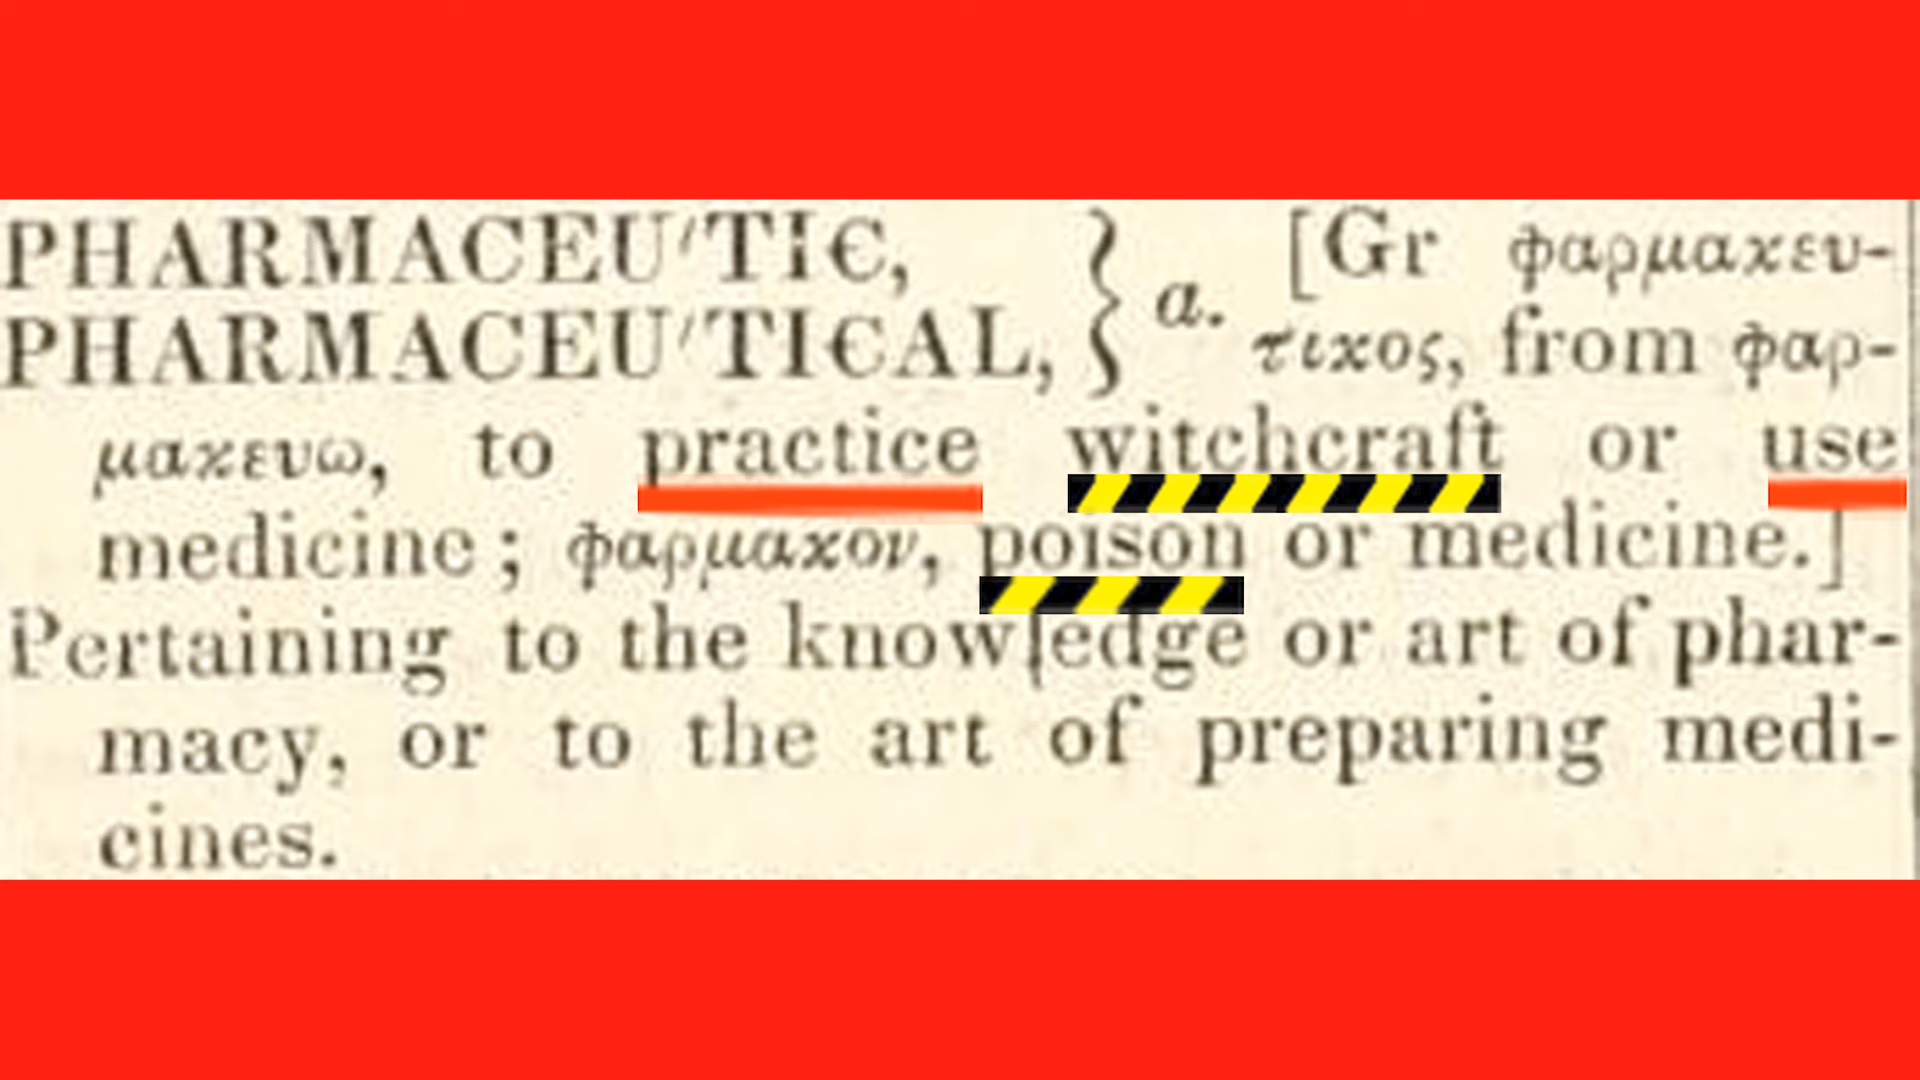 PHARMACEU′TIC, } a. [Gr φαρμακευ-
PHARMACEU′TICAL, } τικος, from φαρ-
μακευω, to practice witchcraft or use
medicine; φαρμακον, poison or medicine.]
Pertaining to the knowledge or art of phar-
macy, or to the art of preparing medi-
cines.